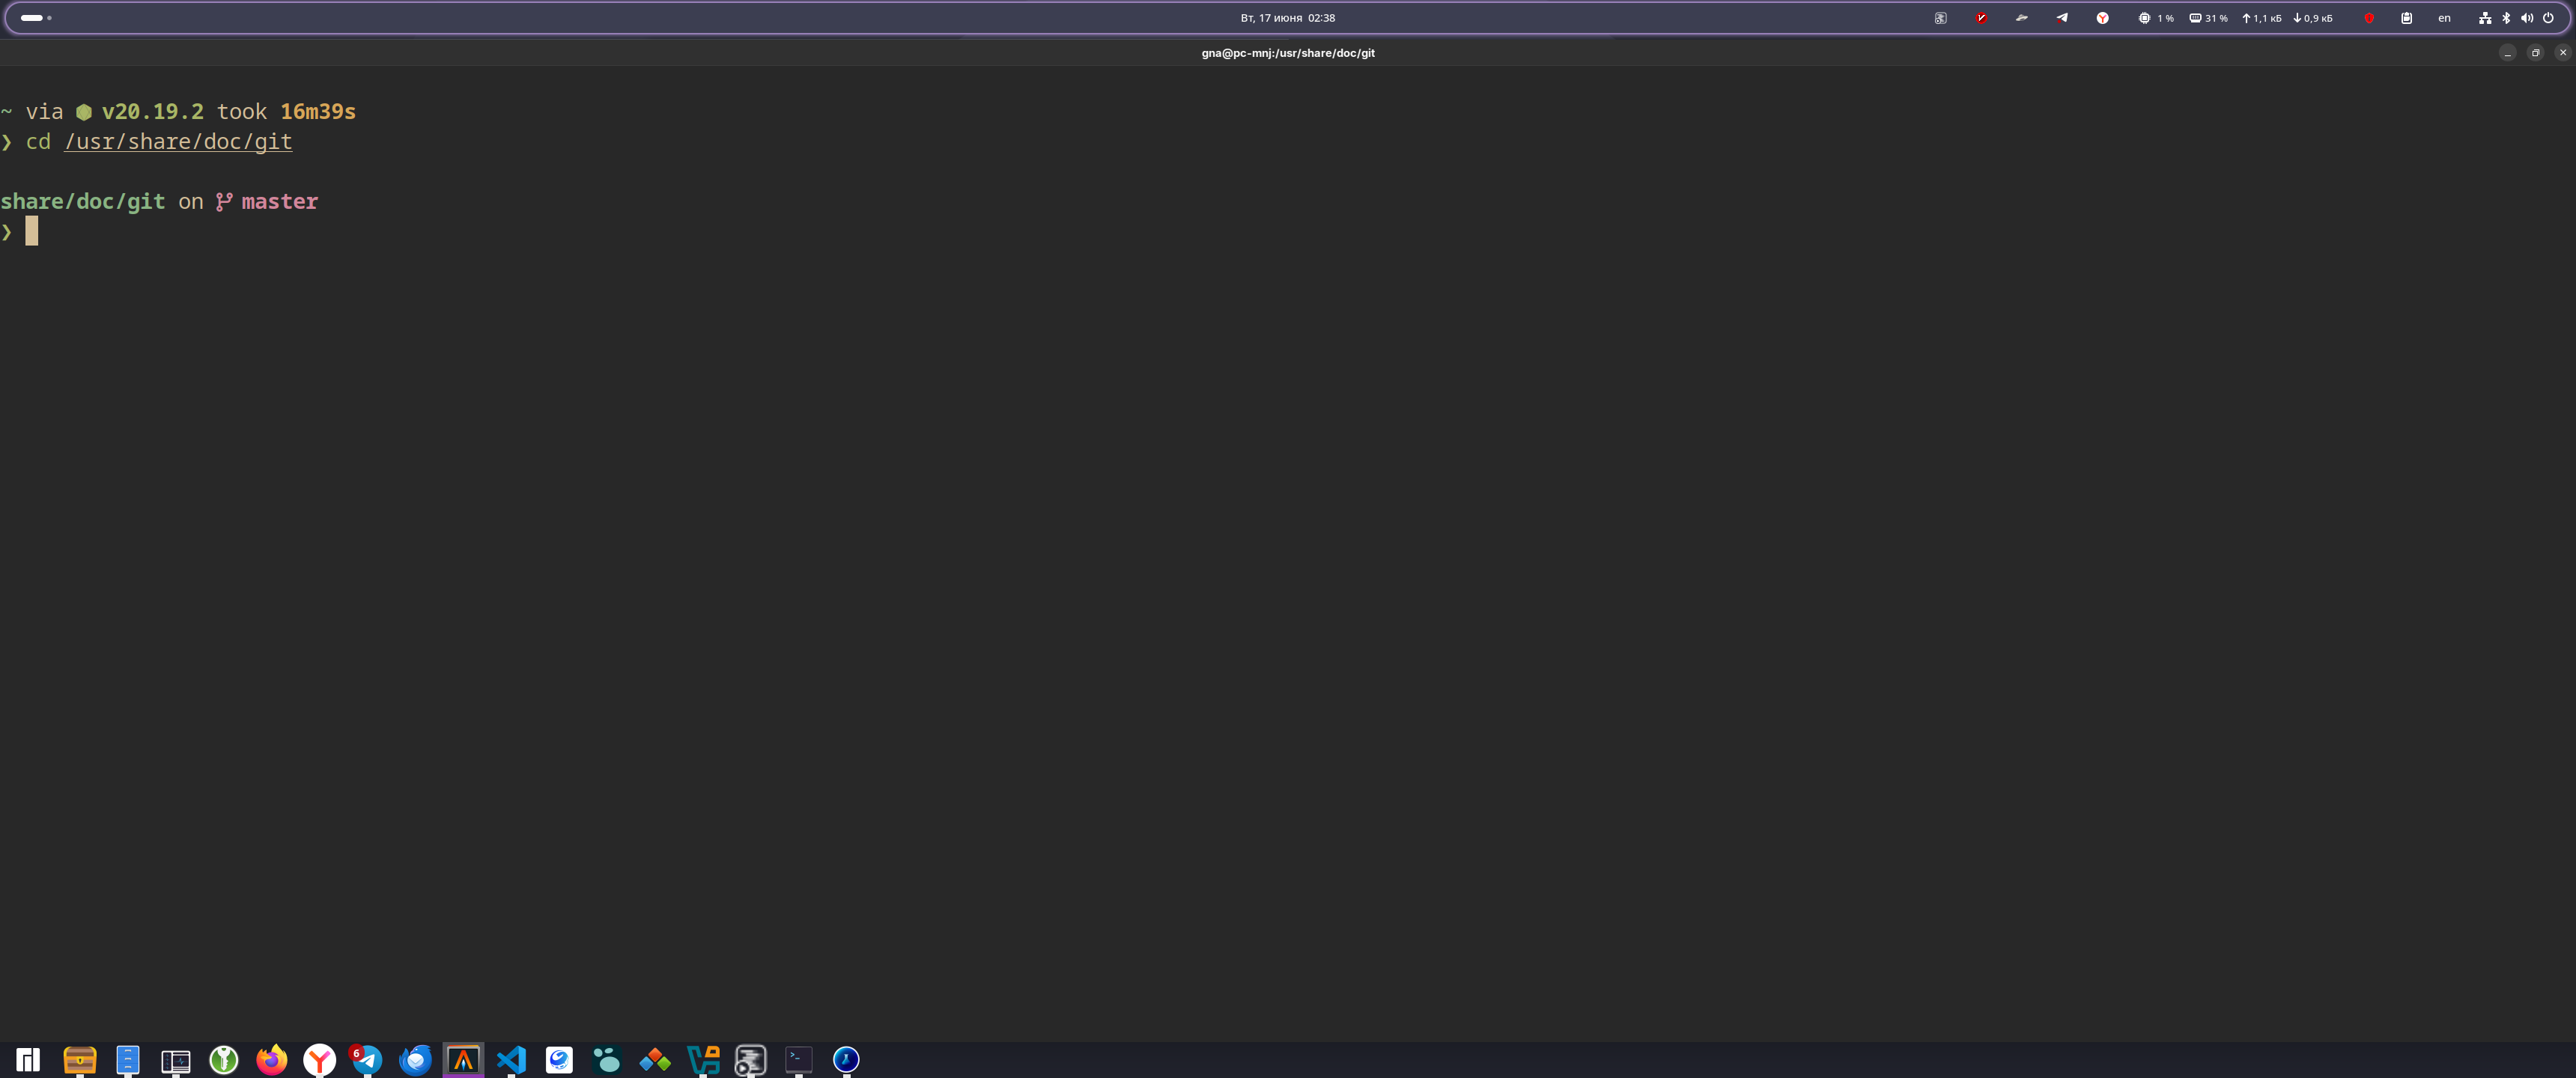 Вт, 17 июня 02:38
1 %
31 %
1,1 кБ
0,9 кБ
en
gna@pc-mnj:/usr/share/doc/git
~ via ⬢ v20.19.2 took 16m39s
❯ cd /usr/share/doc/git
share/doc/git on master
❯
6